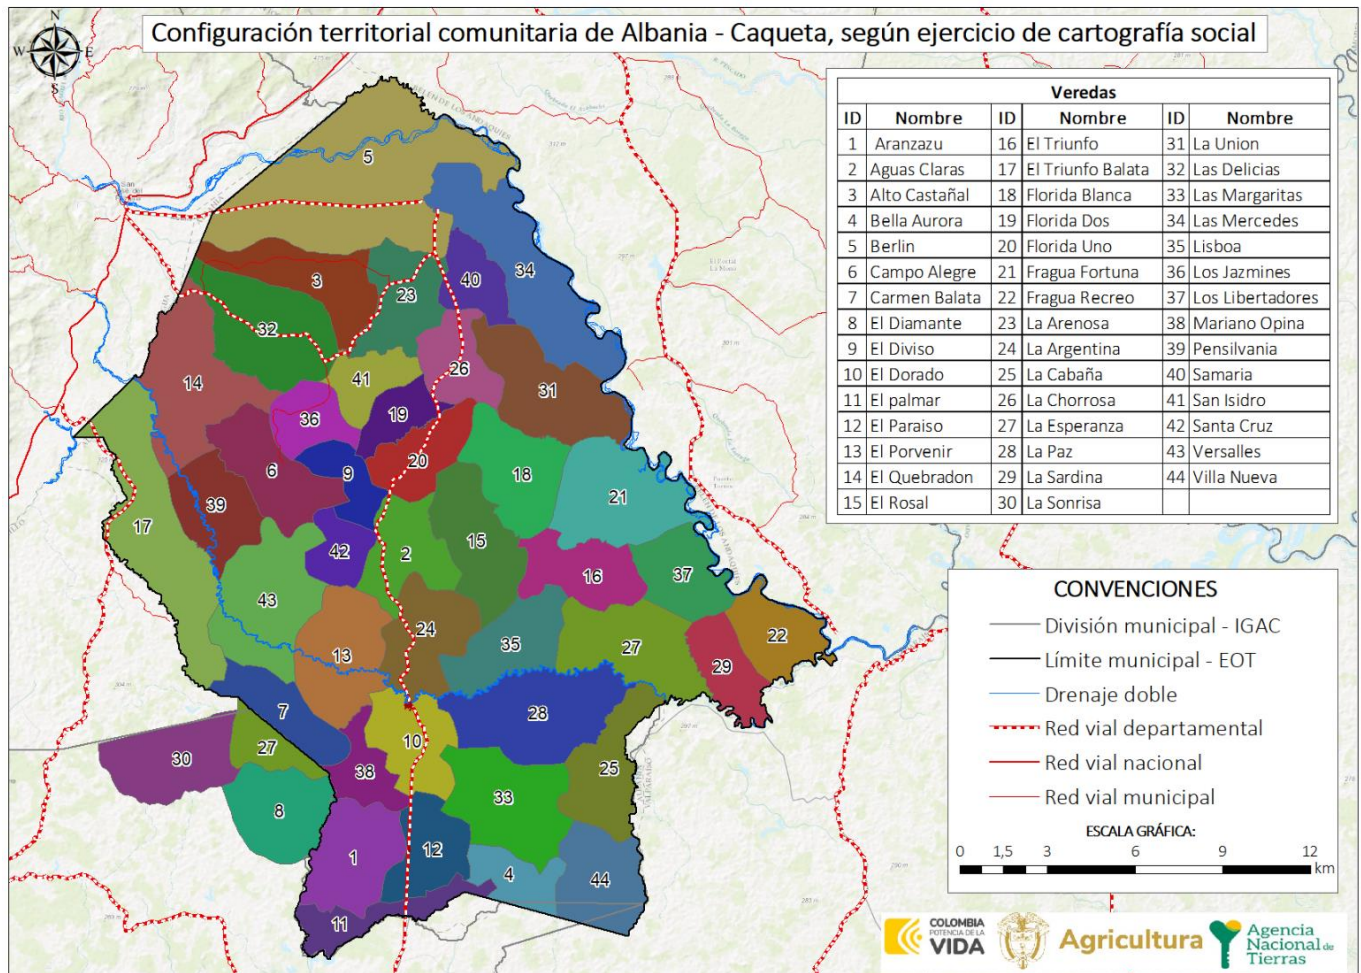 Configuración territorial comunitaria de Albania - Caqueta, según ejercicio de cartografía social
N
W E
S
Veredas
ID Nombre ID Nombre ID Nombre
1 Aranzazu 16 El Triunfo 31 La Union
2 Aguas Claras 17 El Triunfo Balata 32 Las Delicias
3 Alto Castañal 18 Florida Blanca 33 Las Margaritas
4 Bella Aurora 19 Florida Dos 34 Las Mercedes
5 Berlin 20 Florida Uno 35 Lisboa
6 Campo Alegre 21 Fragua Fortuna 36 Los Jazmines
7 Carmen Balata 22 Fragua Recreo 37 Los Libertadores
8 El Diamante 23 La Arenosa 38 Mariano Opina
9 El Diviso 24 La Argentina 39 Pensilvania
10 El Dorado 25 La Cabaña 40 Samaria
11 El palmar 26 La Chorrosa 41 San Isidro
12 El Paraiso 27 La Esperanza 42 Santa Cruz
13 El Porvenir 28 La Paz 43 Versalles
14 El Quebradon 29 La Sardina 44 Villa Nueva
15 El Rosal 30 La Sonrisa
5
34
40
3
23
32
26
14
41
31
19
36
20
6
9
18
21
39
17
42
2
15
16
37
43
24
35
27
22
13
29
7
28
10
27
30
38
25
33
8
1
12
4
44
11
CONVENCIONES
División municipal - IGAC
Límite municipal - EOT
Drenaje doble
Red vial departamental
Red vial nacional
Red vial municipal
ESCALA GRÁFICA:
0 1,5 3 6 9 12
km
COLOMBIA
POTENCIA DE LA
VIDA
Agricultura
Agencia
Nacional de
Tierras